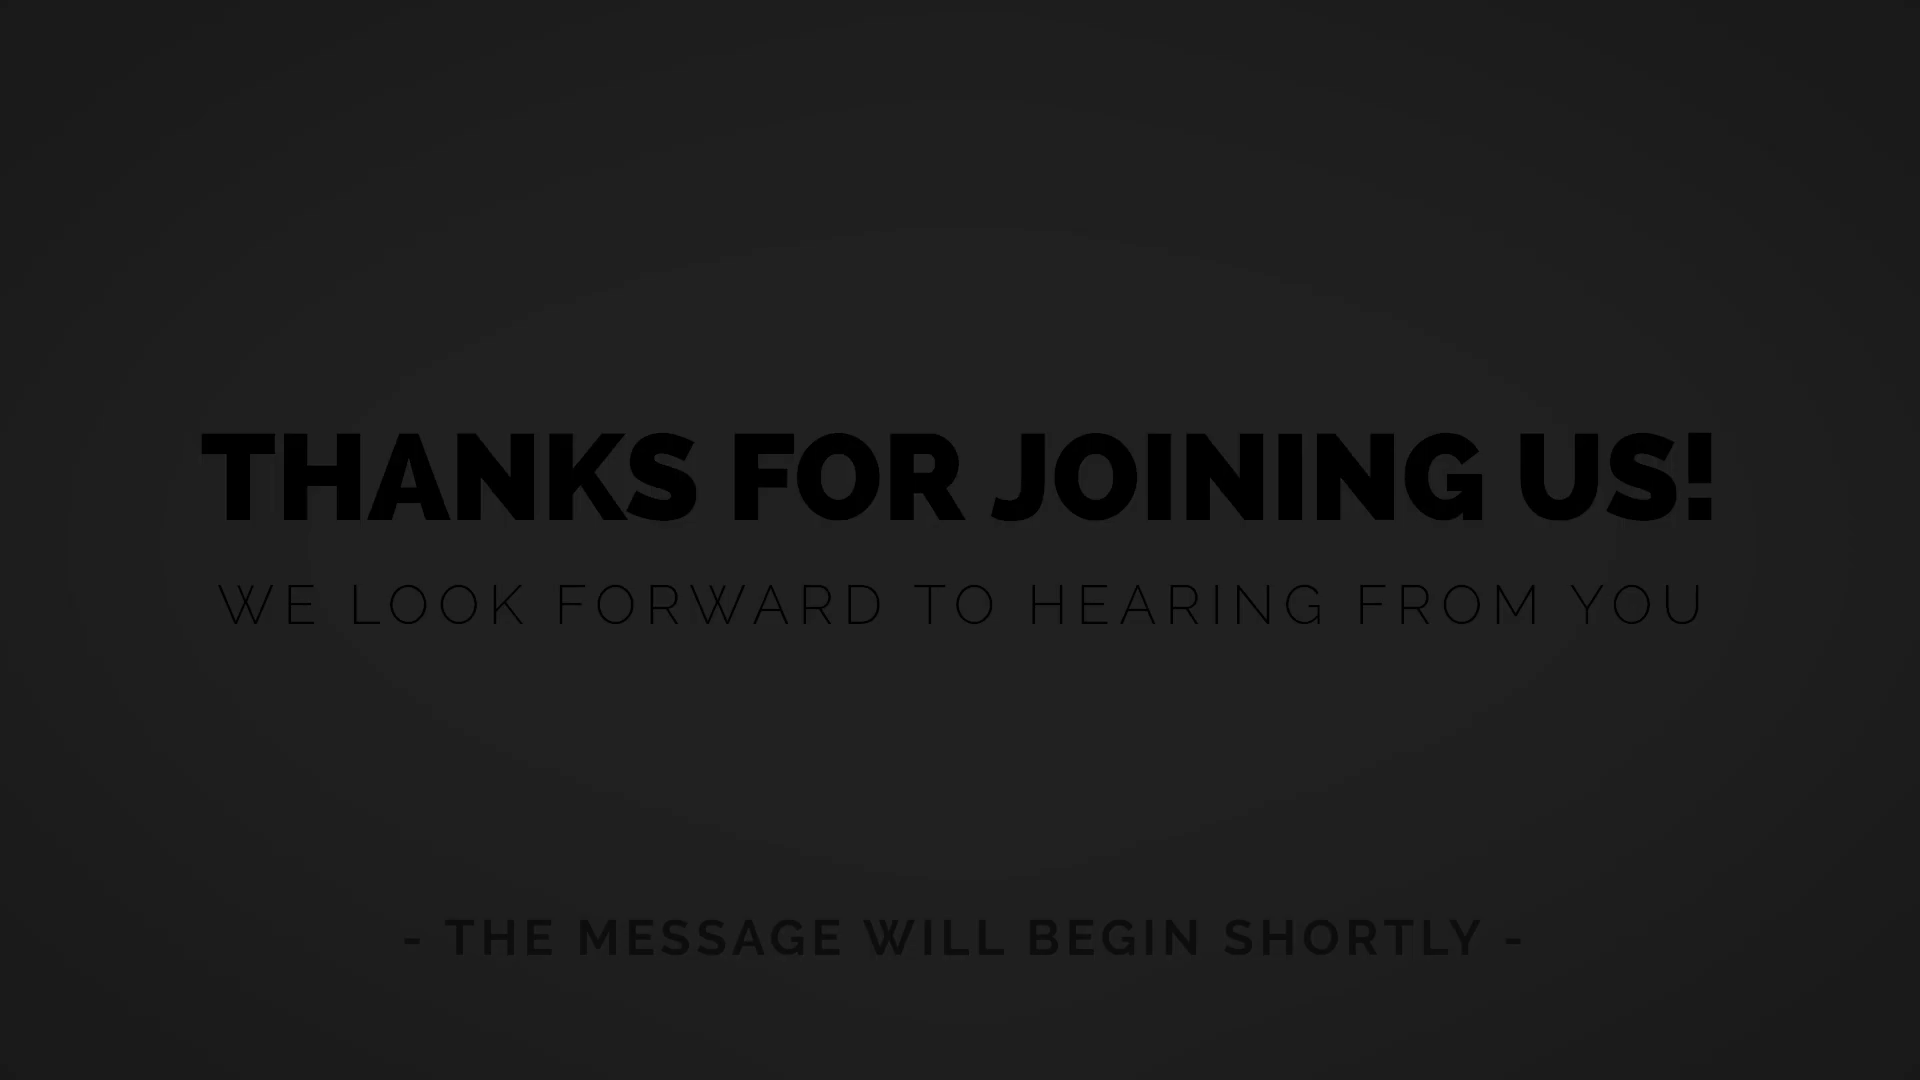 THANKS FOR JOINING US!
WE LOOK FORWARD TO HEARING FROM YOU
- THE MESSAGE WILL BEGIN SHORTLY -